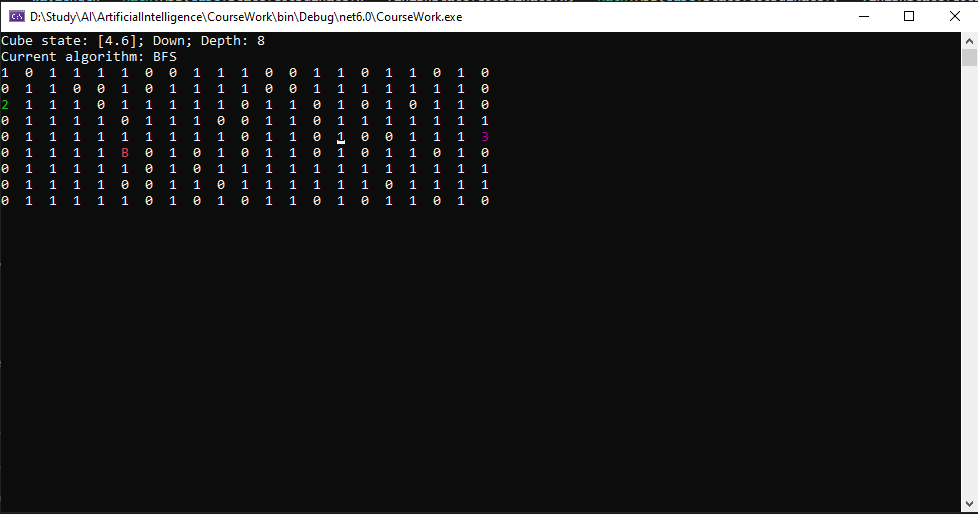 D:\Study\AI\ArtificialIntelligence\CourseWork\bin\Debug\net6.0\CourseWork.exe
Cube state: [4.6]; Down; Depth: 8
Current algorithm: BFS
1 0 1 1 1 1 0 0 1 1 1 0 0 1 1 0 1 1 0 1 0
0 1 1 0 0 1 0 1 1 1 1 0 0 1 1 1 1 1 1 1 0
2 1 1 1 0 1 1 1 1 1 0 1 1 0 1 0 1 0 1 1 0
0 1 1 1 1 0 1 1 1 0 0 1 1 0 1 1 1 1 1 1 1
0 1 1 1 1 1 1 1 1 1 0 1 1 0 1 0 0 1 1 1 3
0 1 1 1 1 B 0 1 0 1 0 1 1 0 1 0 1 1 0 1 0
0 1 1 1 1 1 0 1 0 1 1 1 1 1 1 1 1 1 1 1 1
0 1 1 1 1 0 0 1 1 0 1 1 1 1 1 1 0 1 1 1 1
0 1 1 1 1 1 0 1 0 1 0 1 1 0 1 0 1 1 0 1 0